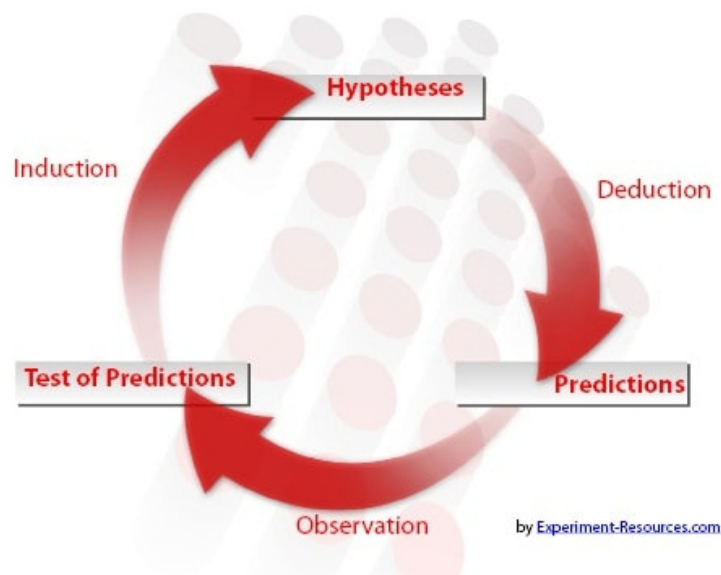 Hypotheses
Induction
Deduction
Test of Predictions
Predictions
Observation
by Experiment-Resources.com